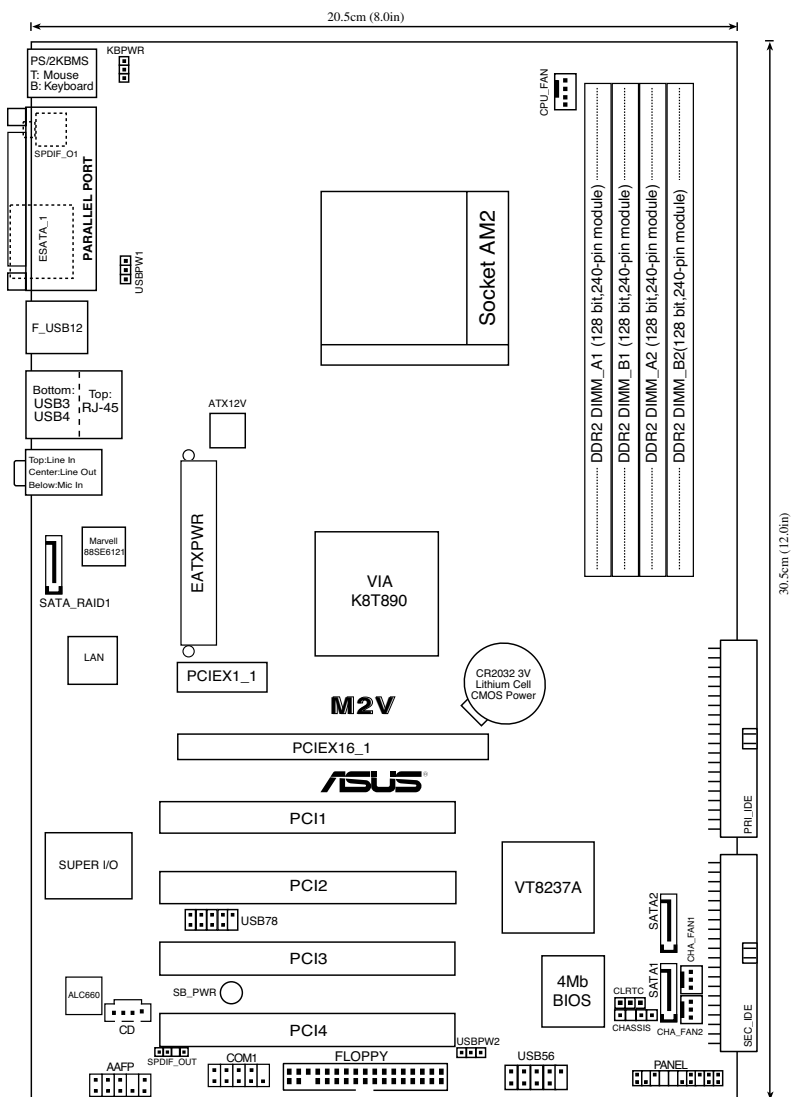 20.5cm (8.0in)
KBPWR
PS/2KBMS
T: Mouse
B: Keyboard
CPU_FAN
SPDIF_O1
PARALLEL PORT
ESATA_1
USBPW1
Socket AM2
DDR2 DIMM_A1 (128 bit,240-pin module)
DDR2 DIMM_B1 (128 bit,240-pin module)
DDR2 DIMM_A2 (128 bit,240-pin module)
DDR2 DIMM_B2(128 bit,240-pin module)
F_USB12
Bottom:
USB3
USB4
Top:
RJ-45
ATX12V
Top:Line In
Center:Line Out
Below:Mic In
30.5cm (12.0in)
EATXPWR
Marvell
88SE6121
SATA_RAID1
VIA
K8T890
LAN
PCIEX1_1
CR2032 3V
Lithium Cell
CMOS Power
M2V
PCIEX16_1
ASUS®
PRI_IDE
PCI1
SUPER I/O
PCI2
VT8237A
USB78
SATA2
CHA_FAN1
PCI3
ALC660
SB_PWR
4Mb
BIOS
SATA1
CLRTC
CHASSIS
CHA_FAN2
SEC_IDE
CD
PCI4
SPDIF_OUT
USBPW2
AAFP
COM1
FLOPPY
USB56
PANEL